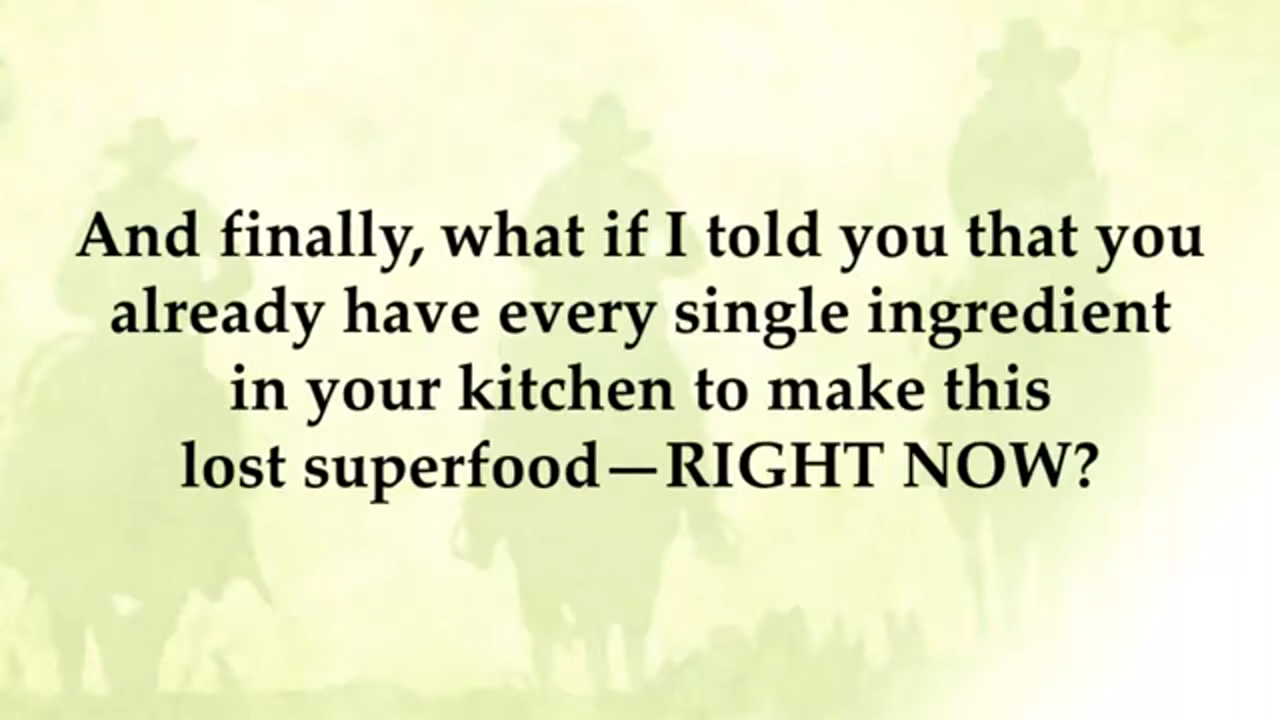 And finally, what if I told you that you
already have every single ingredient
in your kitchen to make this
lost superfood—RIGHT NOW?